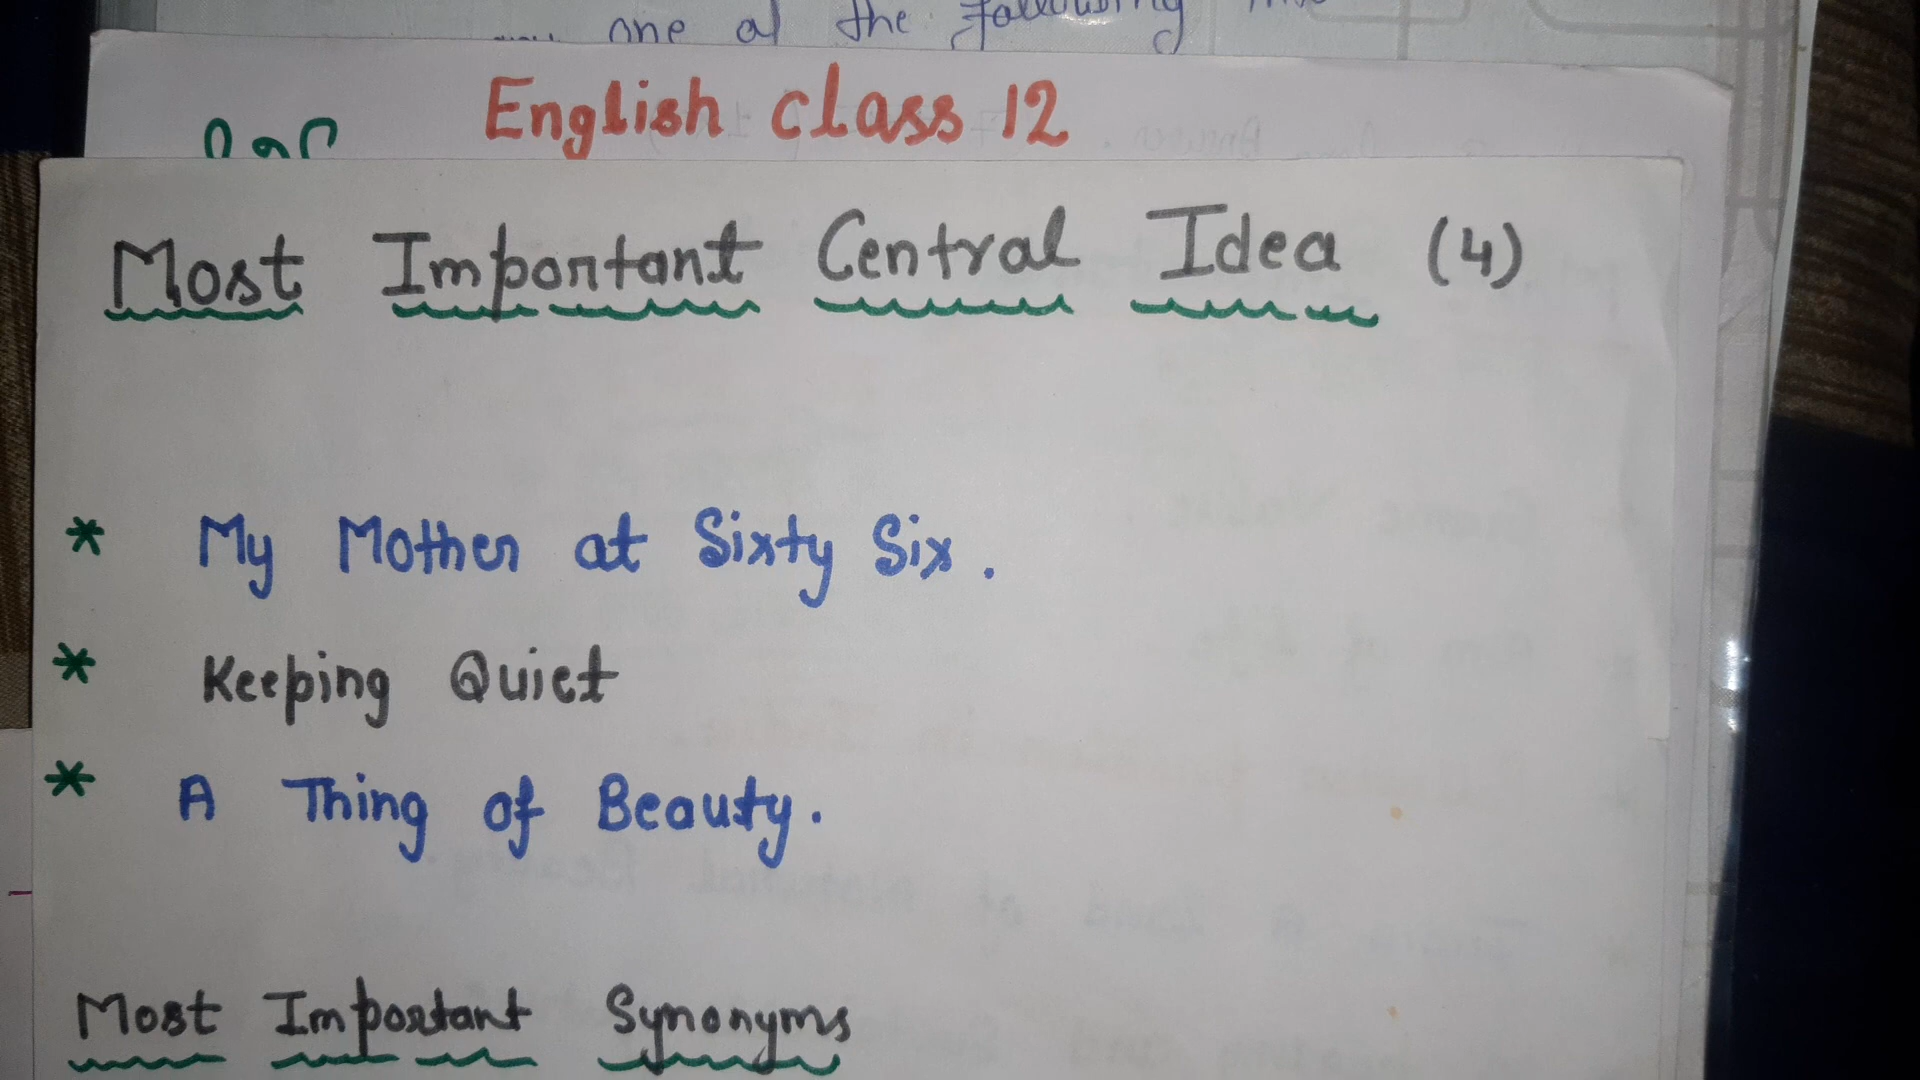 one of the following
English class 12
Most Important Central Idea (4)
* My Mother at Sixty Six.
* Keeping Quiet
* A Thing of Beauty.
Most Important Synonyms